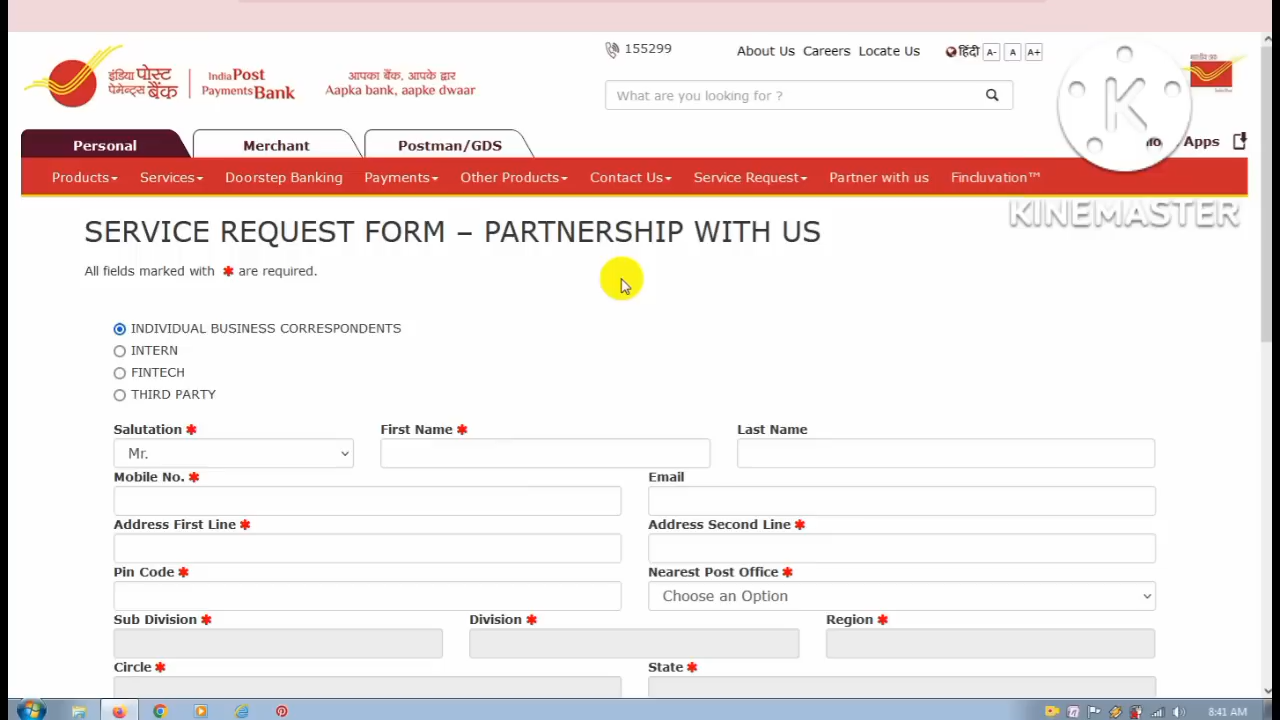 155299
About Us Careers Locate Us
हिंदी A- A A+
इंडिया पोस्ट
पेमेन्ट्स बैंक
IndiaPost
PaymentsBank
आपका बैंक, आपके द्वार
Aapka bank, aapke dwaar
What are you looking for ?
K
Personal Merchant Postman/GDS
Apps
Products Services Doorstep Banking Payments Other Products Contact Us Service Request Partner with us Fincluvation™
KINEMASTER
SERVICE REQUEST FORM – PARTNERSHIP WITH US
All fields marked with * are required.
INDIVIDUAL BUSINESS CORRESPONDENTS
INTERN
FINTECH
THIRD PARTY
Salutation * First Name * Last Name
Mr.
Mobile No. * Email
Address First Line * Address Second Line *
Pin Code * Nearest Post Office *
Choose an Option
Sub Division * Division * Region *
Circle * State *
8:41 AM